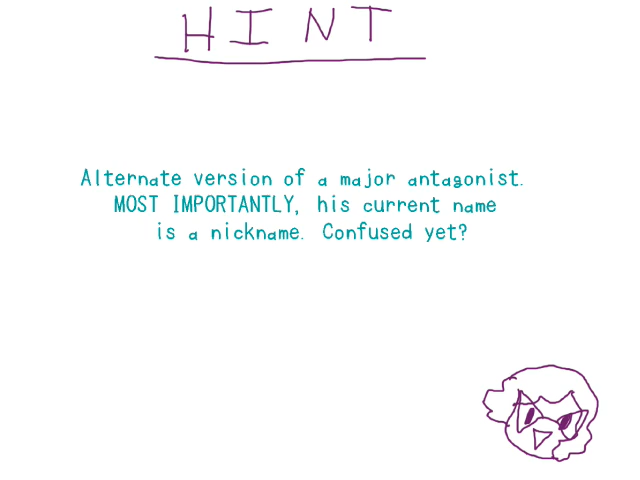 HINT
Alternate version of a major antagonist.
MOST IMPORTANTLY, his current name
is a nickname. Confused yet?